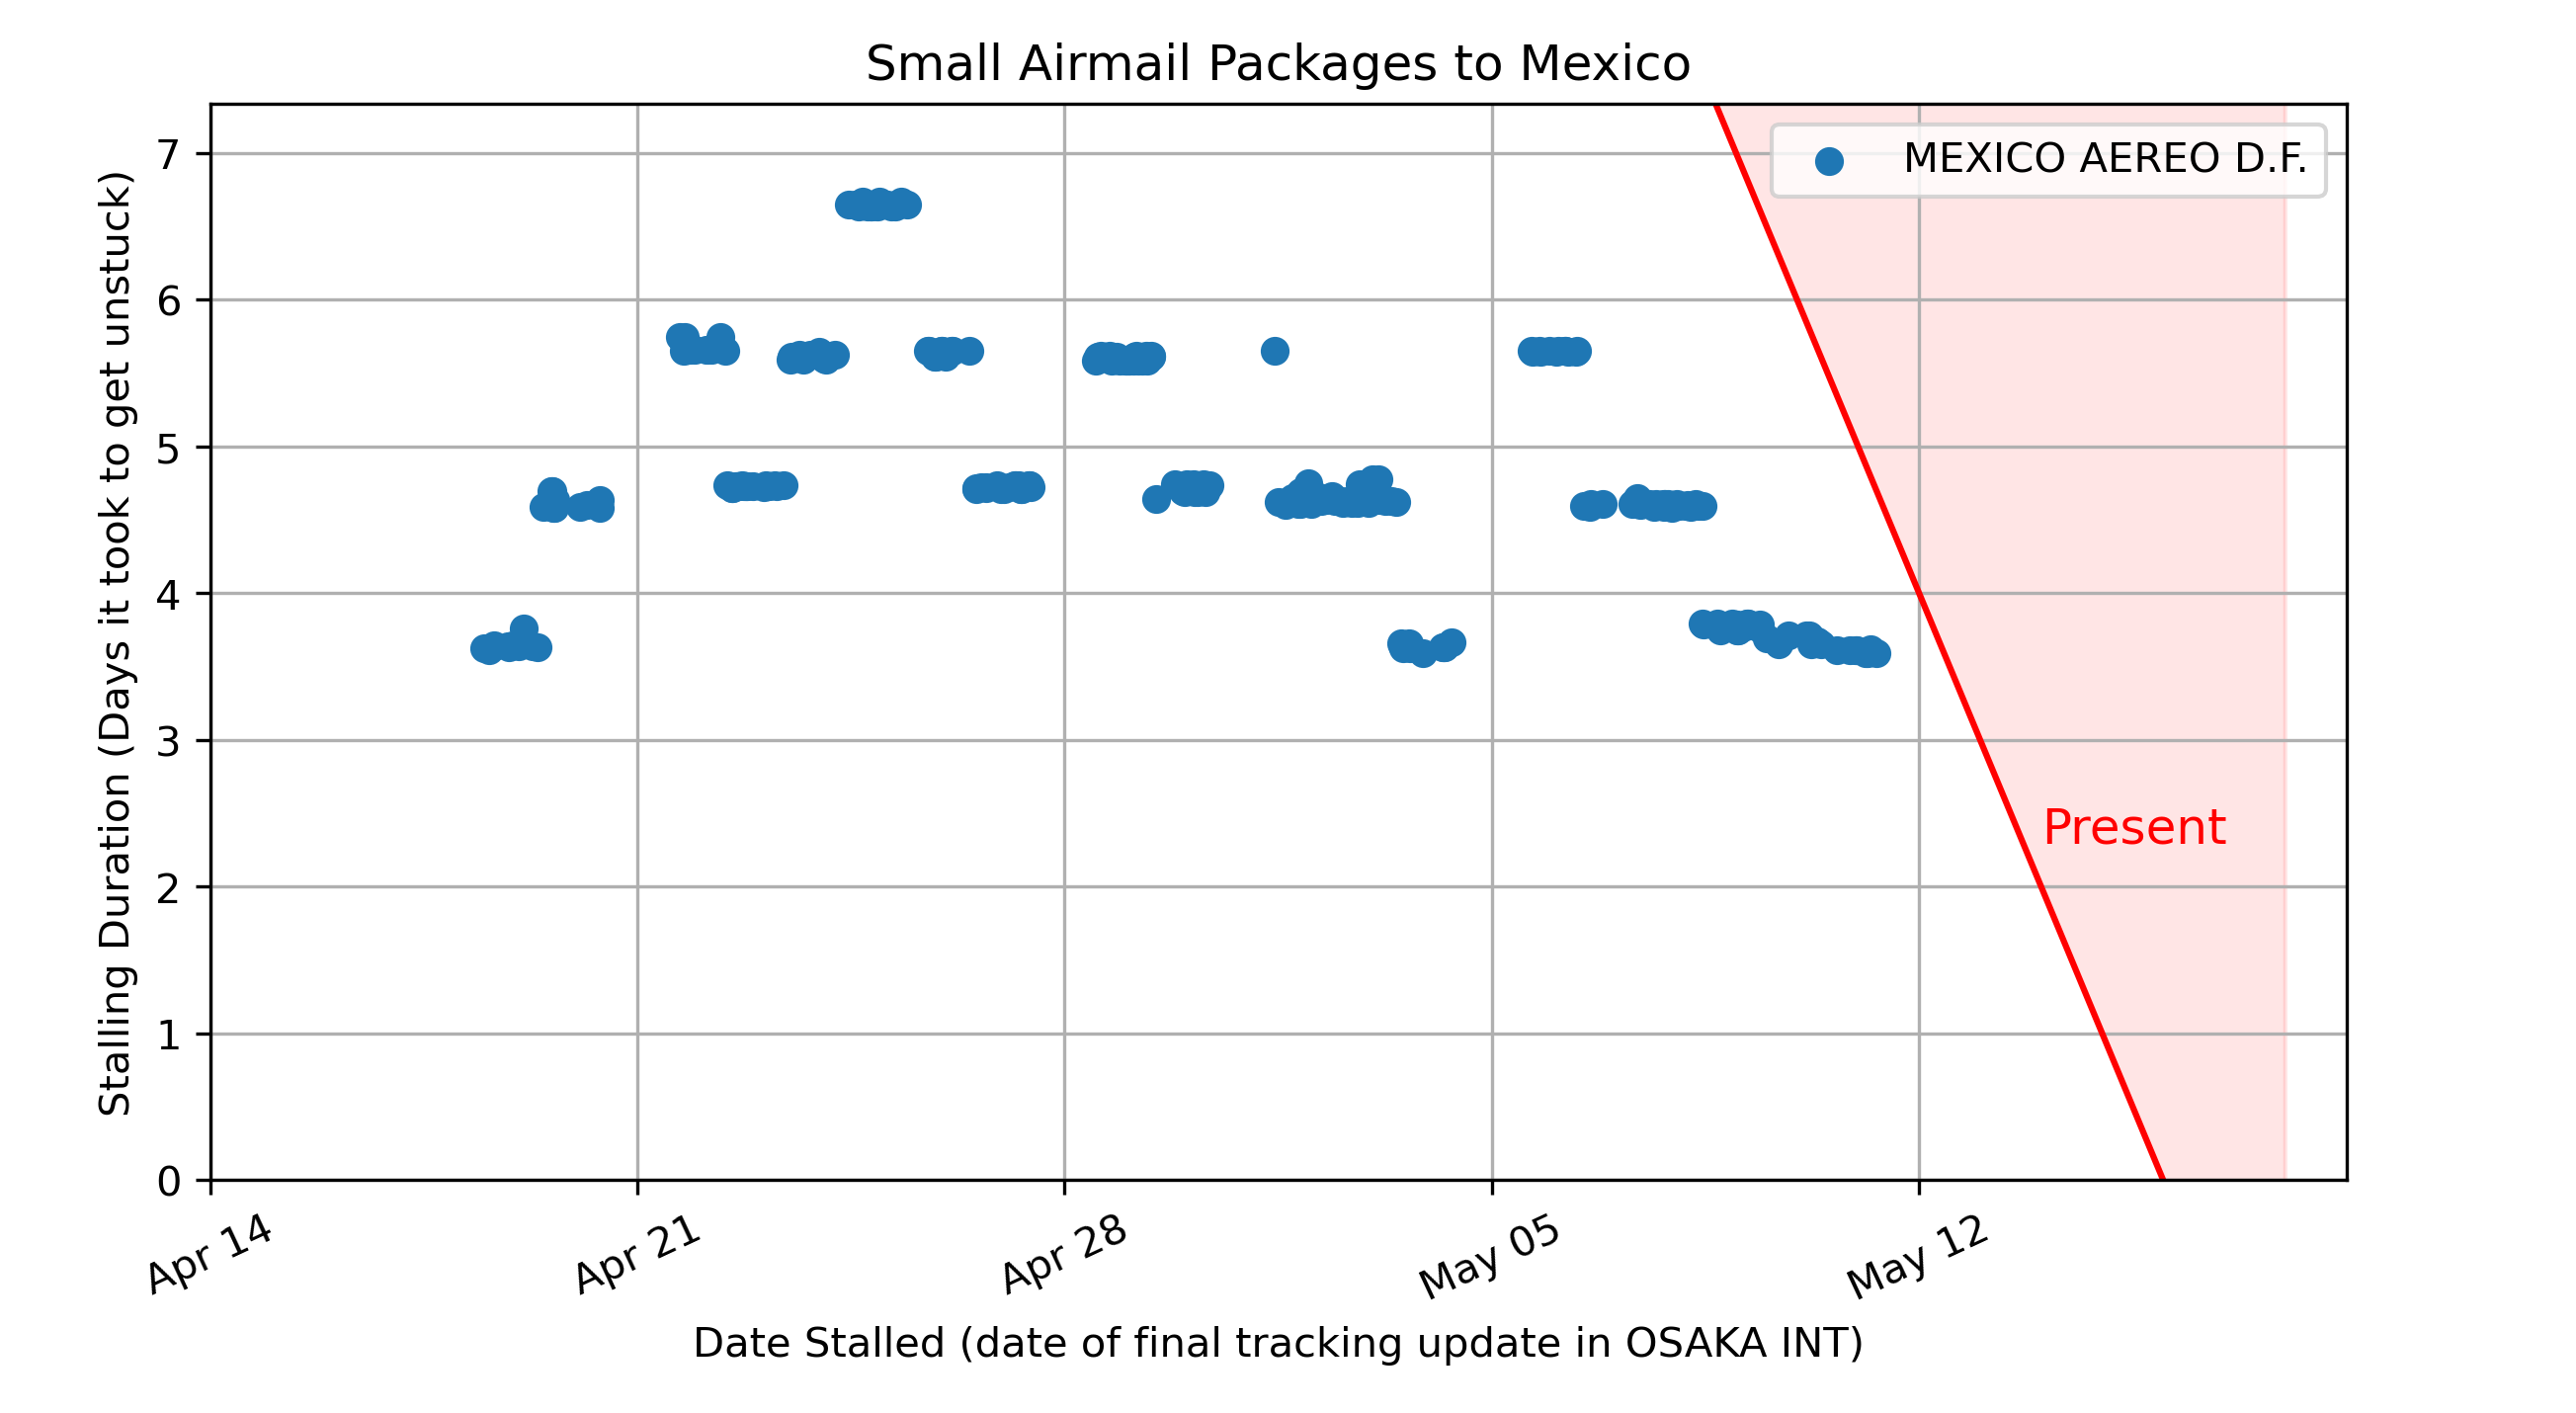 Small Airmail Packages to Mexico
MEXICO AEREO D.F.
7
6
5
4
3
2
1
0
Stalling Duration (Days it took to get unstuck)
Present
Apr 14
Apr 21
Apr 28
May 05
May 12
Date Stalled (date of final tracking update in OSAKA INT)